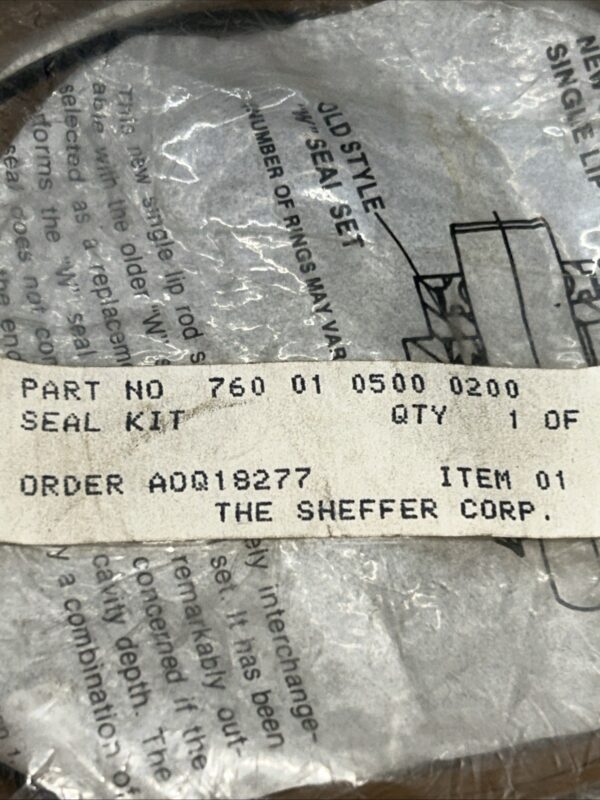 PART NO 760 01 0500 0200
SEAL KIT QTY 1 OF
ORDER AOQ18277 ITEM 01
THE SHEFFER CORP.
OLD STYLE
"W" SEAL SET
NUMBER OF RINGS MAY VAR
NEW
SINGLE LIP
This new single lip rod s
able with the older "W" s
selected as a replacem
forms the "W" seal
seal does not con
the end
ely interchange-
set. It has been
remarkably out-
concerned if the
cavity depth. The
y a combination of